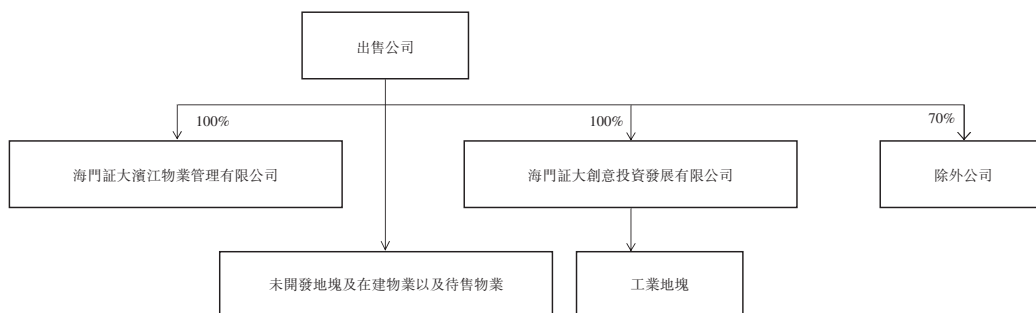 出售公司
100%
100%
70%
海門証大濱江物業管理有限公司
海門証大創意投資發展有限公司
除外公司
未開發地塊及在建物業以及待售物業
工業地塊